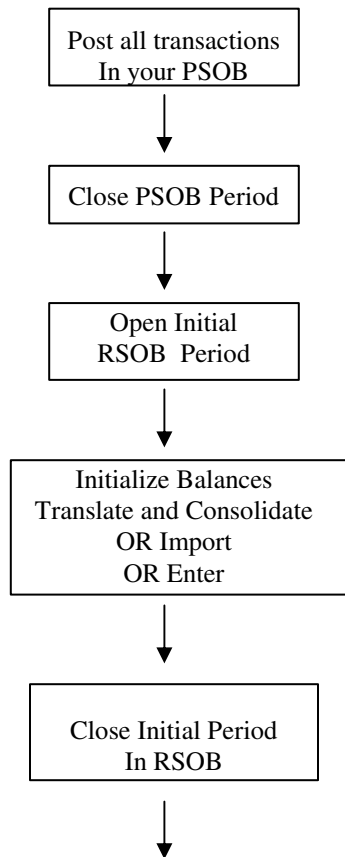 Post all transactions
In your PSOB
Close PSOB Period
Open Initial
RSOB Period
Initialize Balances
Translate and Consolidate
OR Import
OR Enter
Close Initial Period
In RSOB